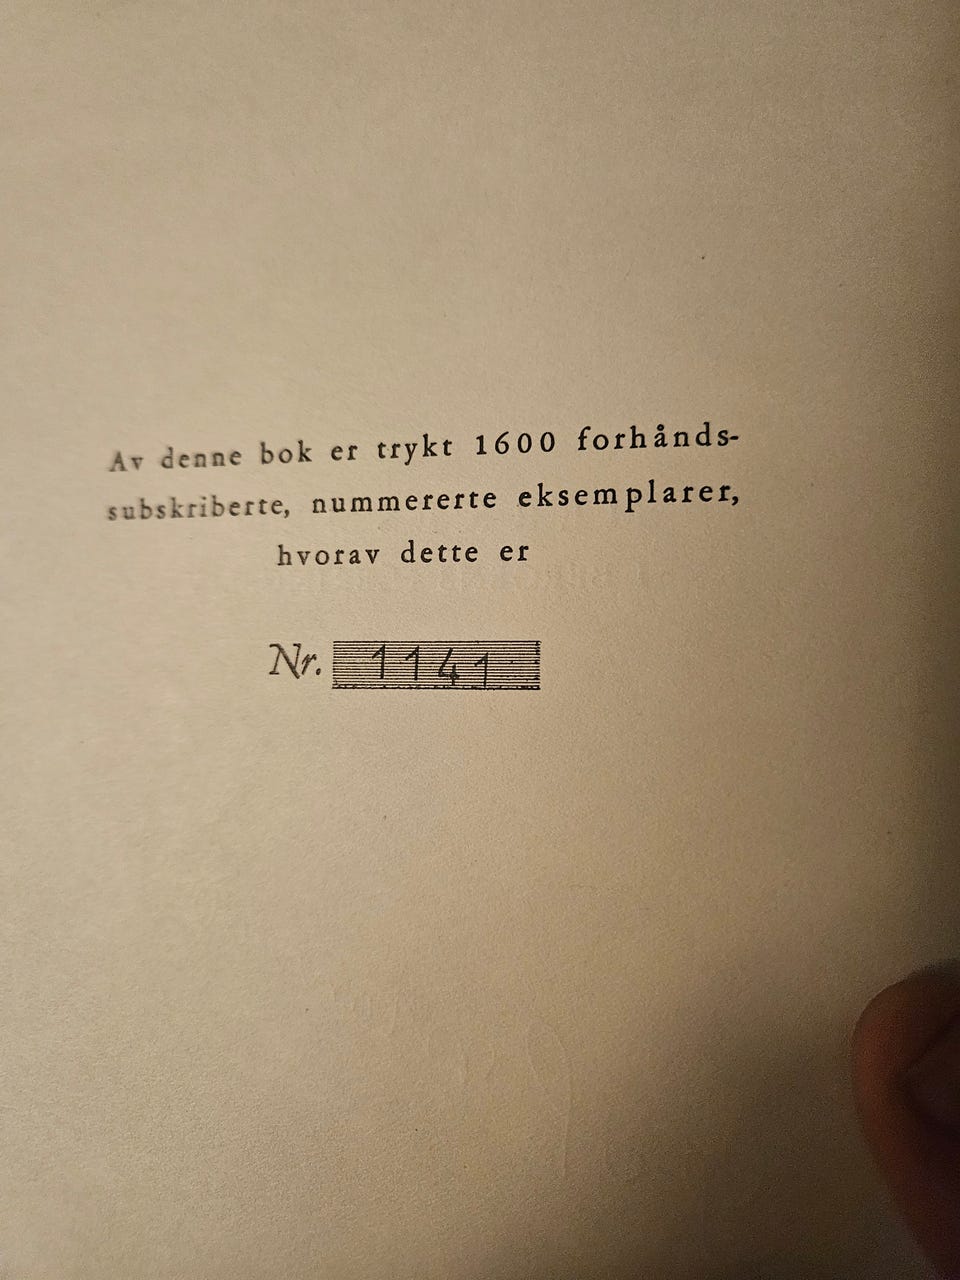 Av denne bok er trykt 1600 forhånds-
subskriberte, nummererte eksemplarer,
hvorav dette er
Nr. 1141